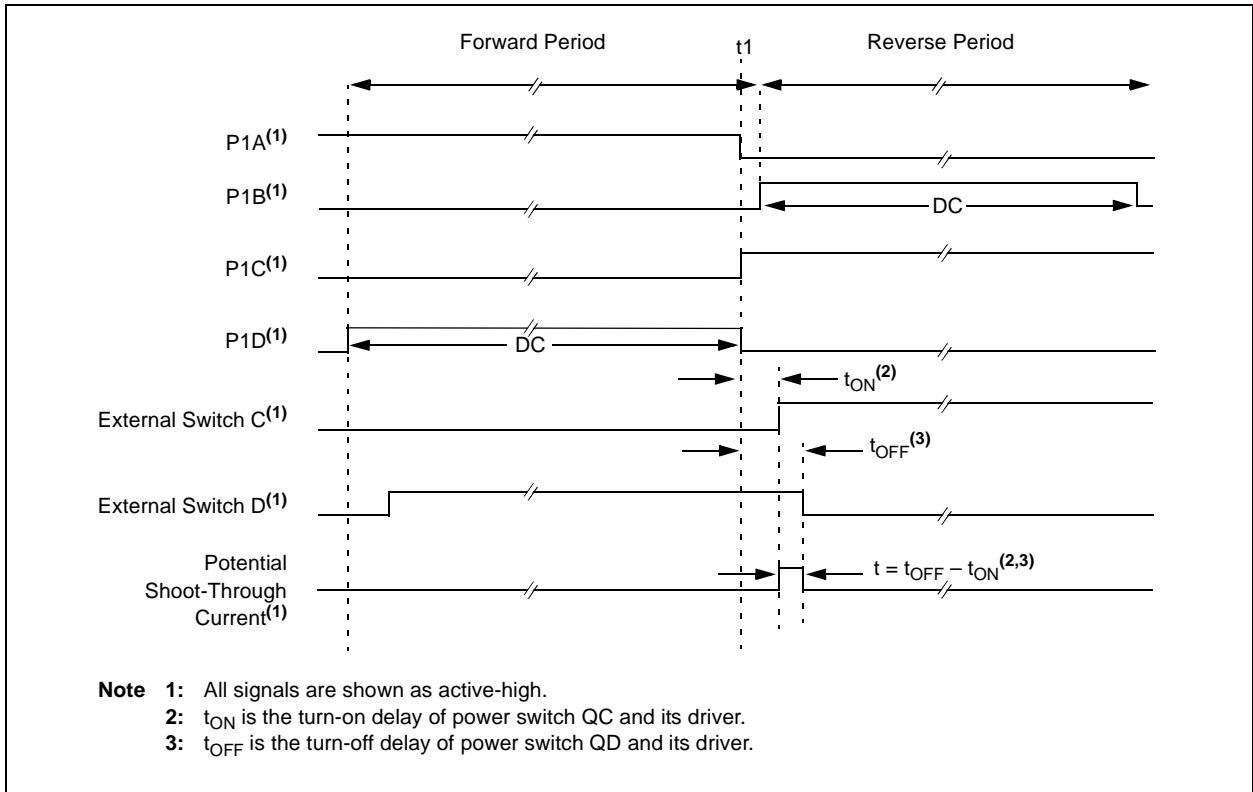 Forward Period
t1
Reverse Period
P1A(1)
P1B(1)
DC
P1C(1)
P1D(1)
DC
tON(2)
External Switch C(1)
tOFF(3)
External Switch D(1)
Potential
Shoot-Through
Current(1)
t = tOFF – tON(2,3)
Note 1: All signals are shown as active-high.
2: tON is the turn-on delay of power switch QC and its driver.
3: tOFF is the turn-off delay of power switch QD and its driver.